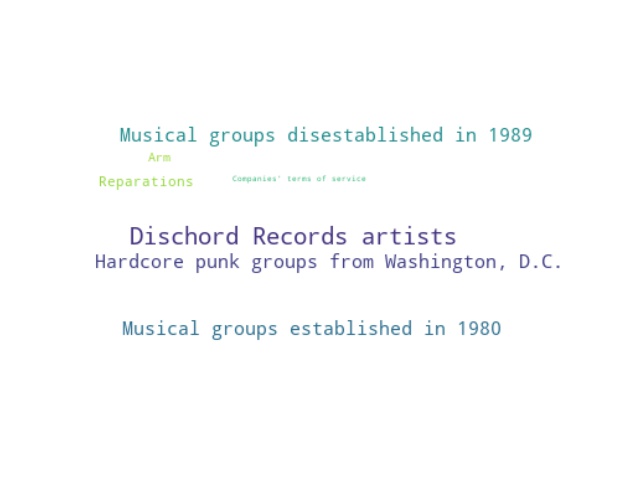 Musical groups disestablished in 1989
Arm
Reparations
Companies' terms of service
Dischord Records artists
Hardcore punk groups from Washington, D.C.
Musical groups established in 1980